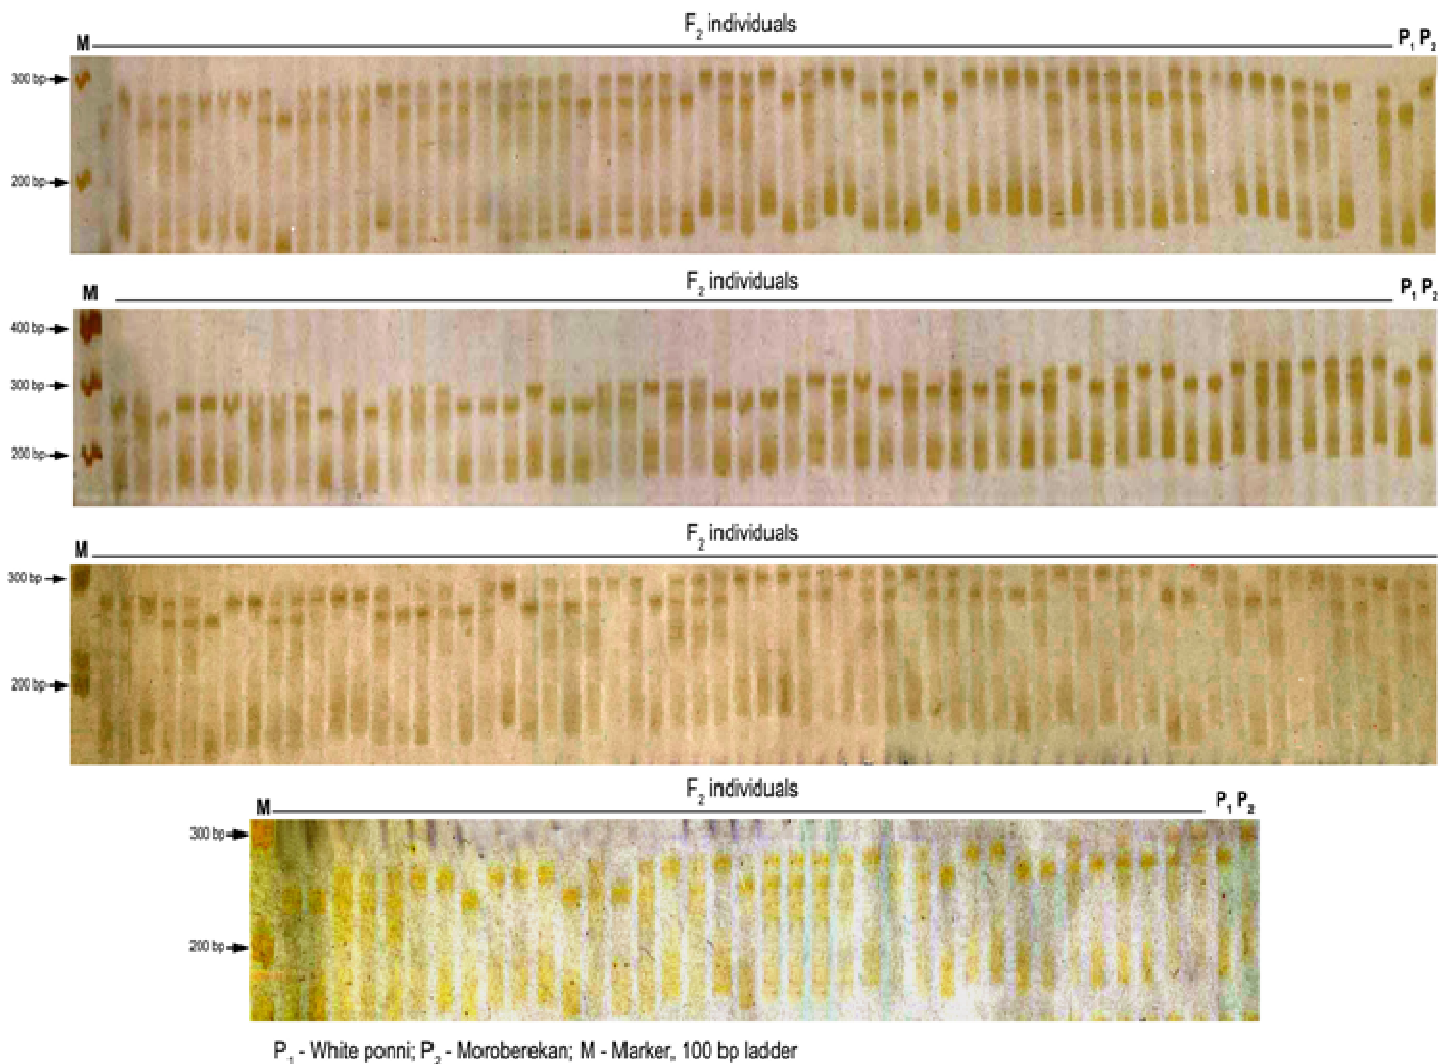 F2 individuals
M P1 P2
300 bp
200 bp
F2 individuals
M P1 P2
400 bp
300 bp
200 bp
F2 individuals
M
300 bp
200 bp
F2 individuals
M P1 P2
300 bp
200 bp
P1 - White ponni; P2 - Moroberekan; M - Marker, 100 bp ladder